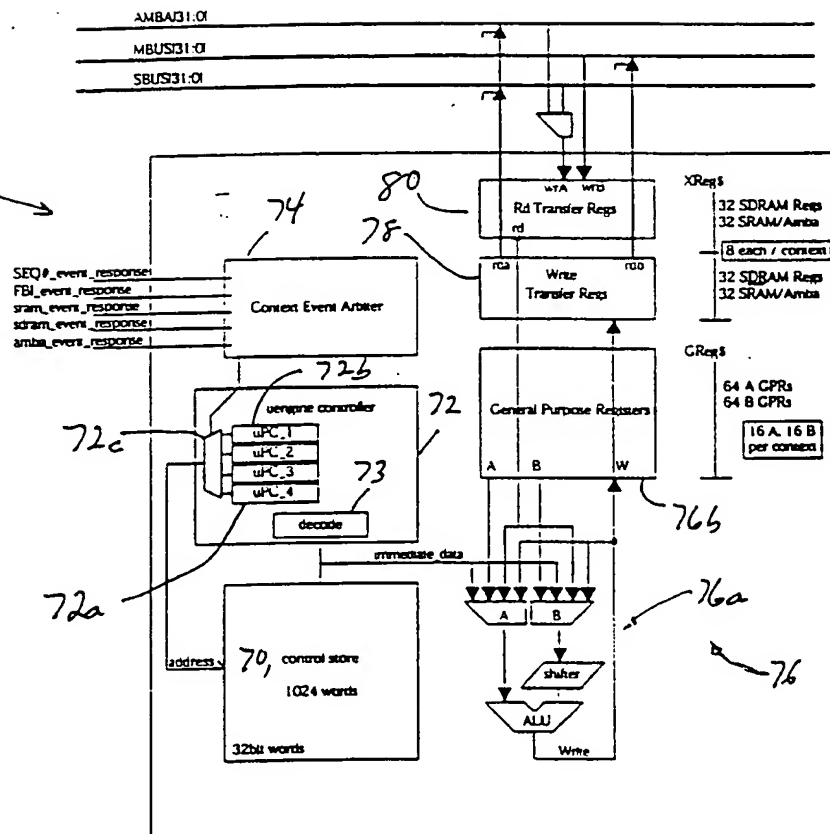 AMBA[31:0]
MBUS[31:0]
SBUS[31:0]
wrA wrB
80
Rd Transfer Regs
rd
XRegs
32 SDRAM Regs
32 SRAM/Amba
8 each / context
74
78
rda
rdb
Write
Transfer Regs
32 SDRAM Regs
32 SRAM/Amba
SEQ#_event_response
FBI_event_response
sram_event_response
sdram_event_response
amba_event_response
Context Event Arbiter
72b
GRegs
General Purpose Registers
64 A GPRs
64 B GPRs
16 A, 16 B
per context
A B W
76b
uengine controller
72
72c
uPC_1
uPC_2
uPC_3
uPC_4
73
decode
immediate_data
72a
A B
76a
76
address
70, control store
1024 words
32bit words
shifter
ALU
Write